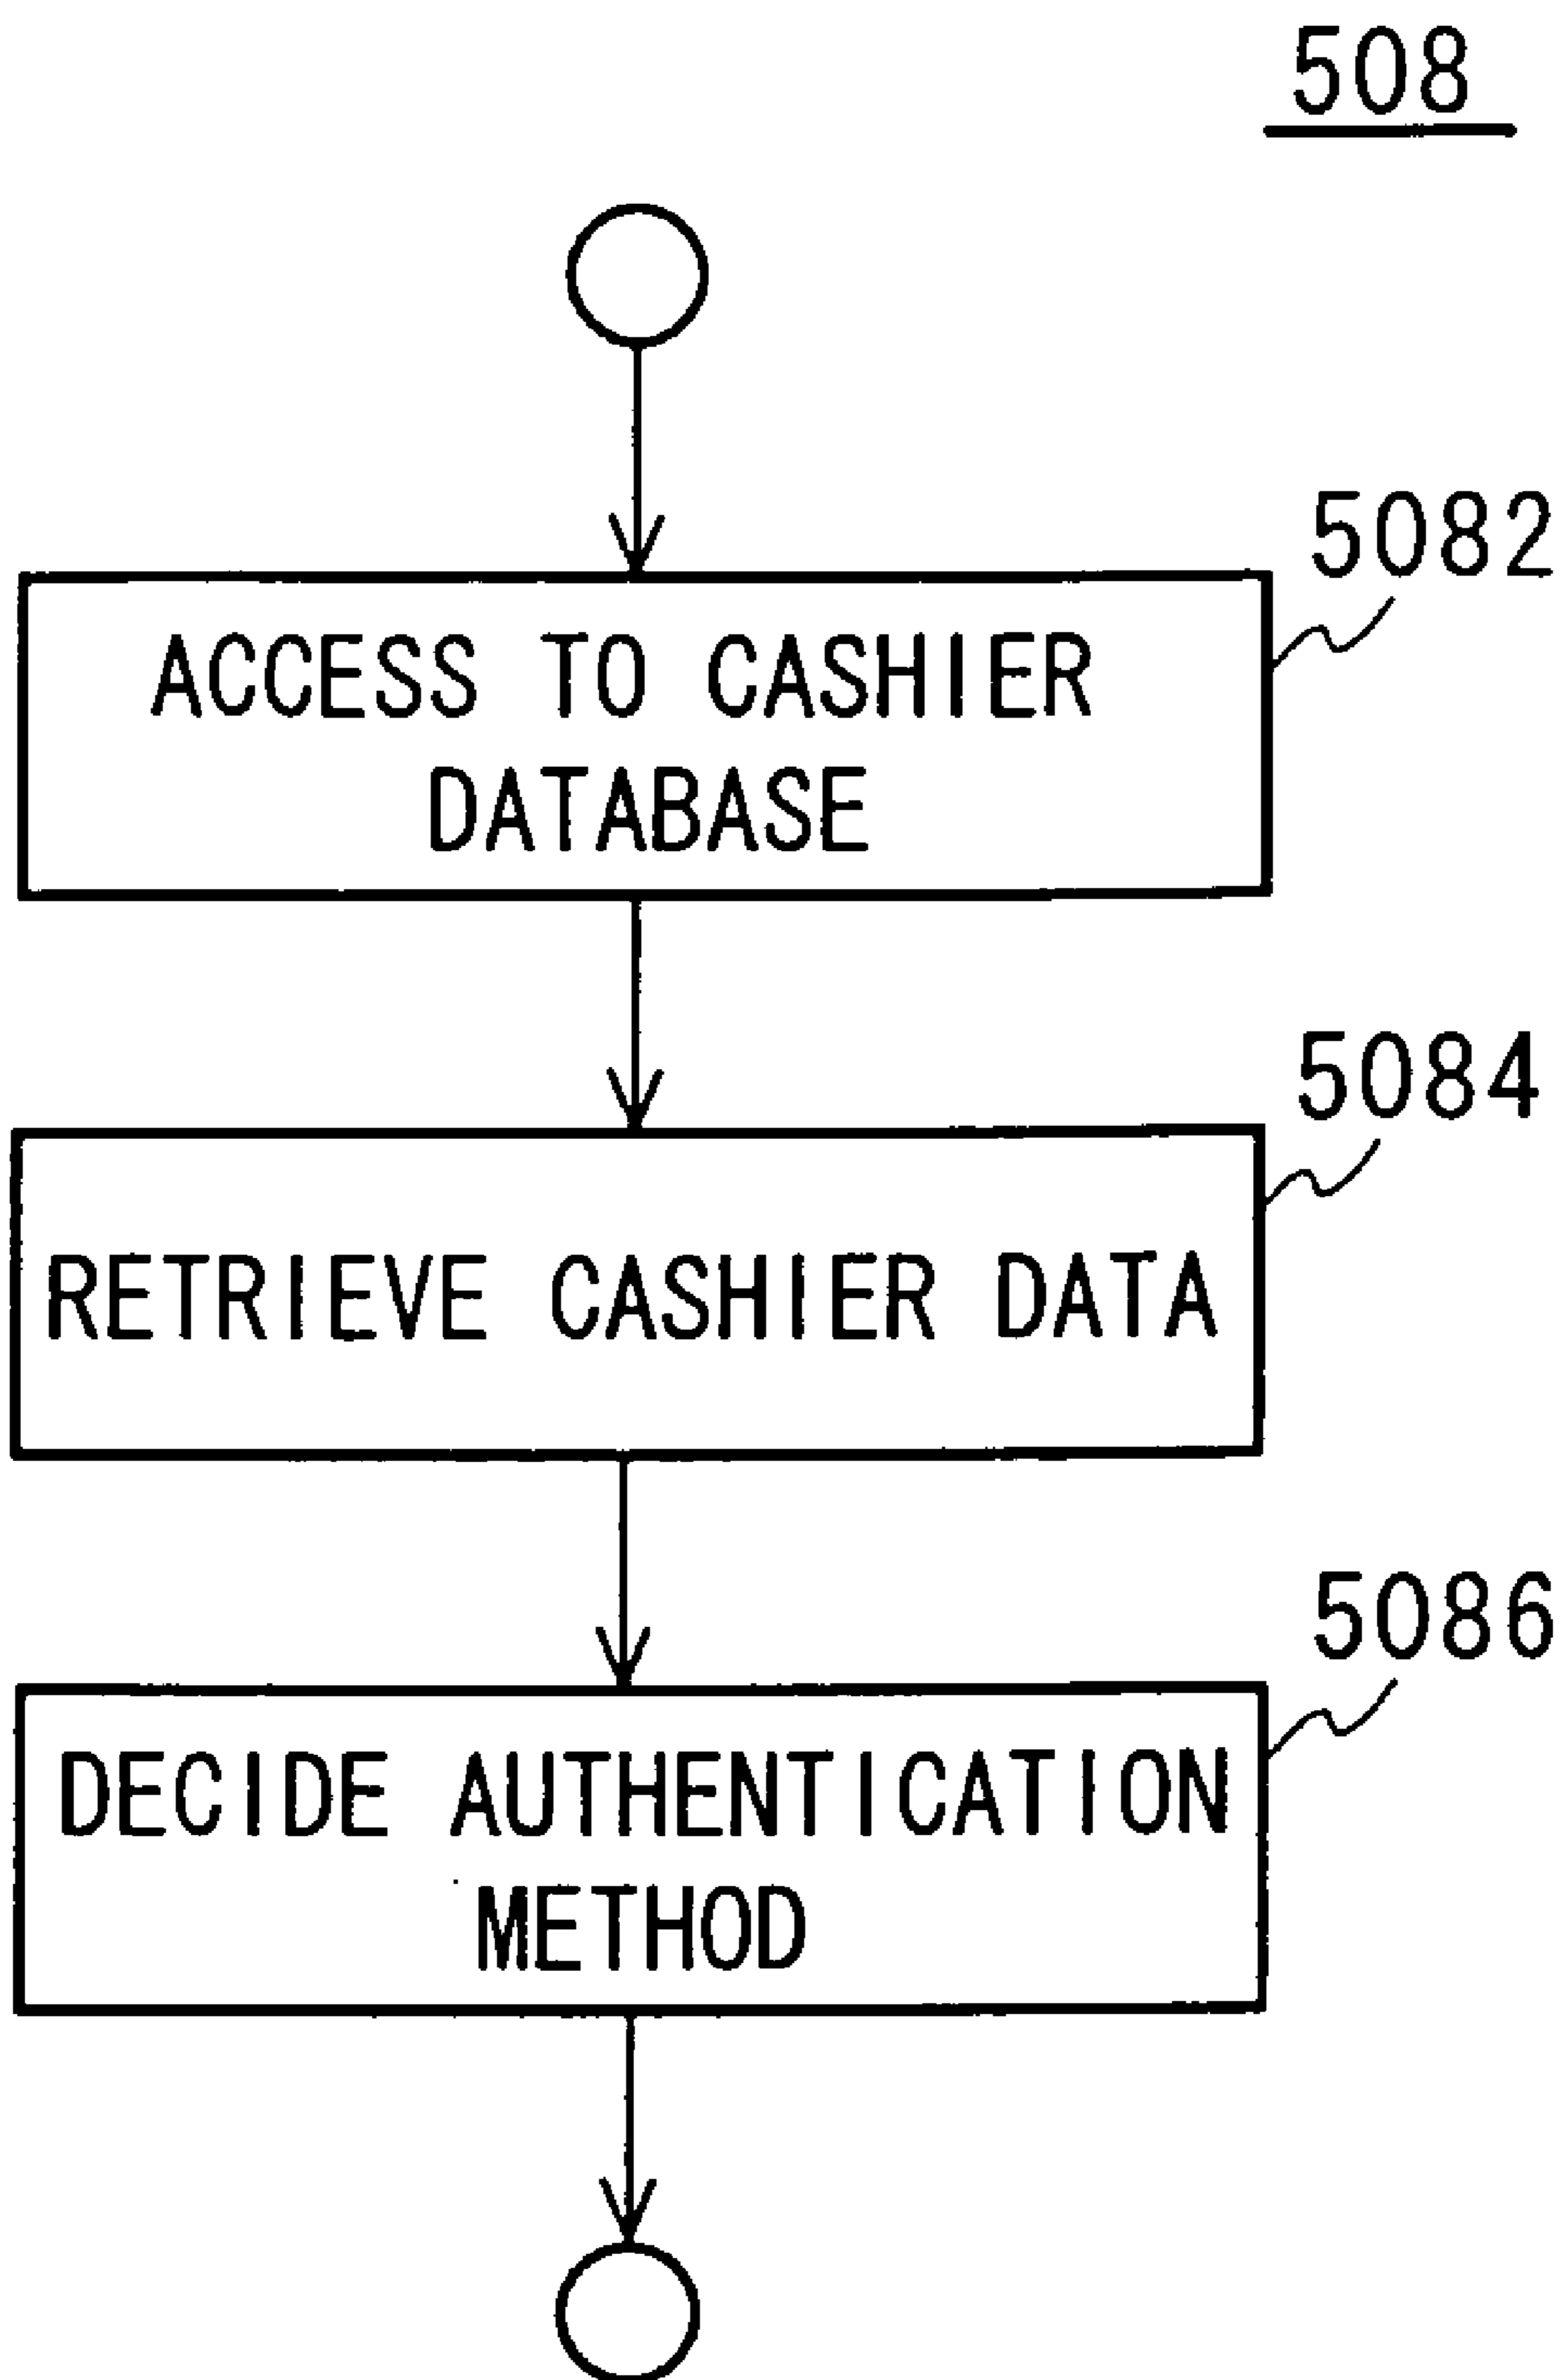 508
5082
ACCESS TO CASHIER
DATABASE
5084
RETRIEVE CASHIER DATA
5086
DECIDE AUTHENTICATION
METHOD